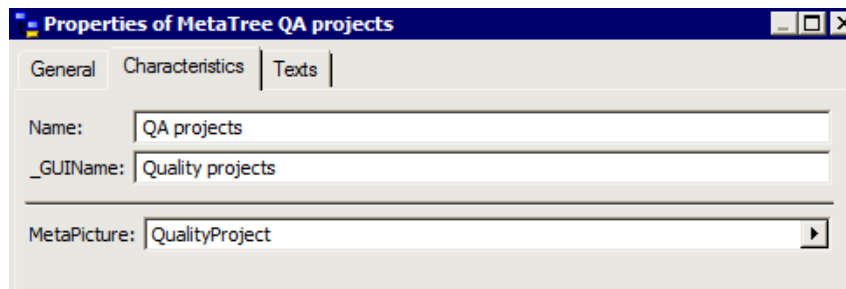 Properties of MetaTree QA projects
General Characteristics Texts
Name: QA projects
_GUIName: Quality projects
MetaPicture: QualityProject